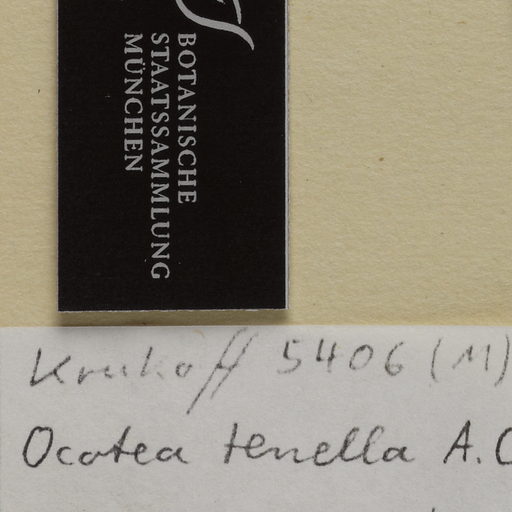 BOTANISCHE
STAATSSAMMLUNG
MÜNCHEN
Krukoff 5406 (M)
Ocotea tenella A.C